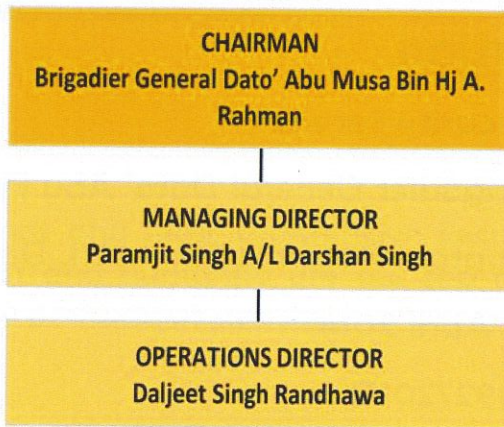 CHAIRMAN
Brigadier General Dato' Abu Musa Bin Hj A.
Rahman
MANAGING DIRECTOR
Paramjit Singh A/L Darshan Singh
OPERATIONS DIRECTOR
Daljeet Singh Randhawa